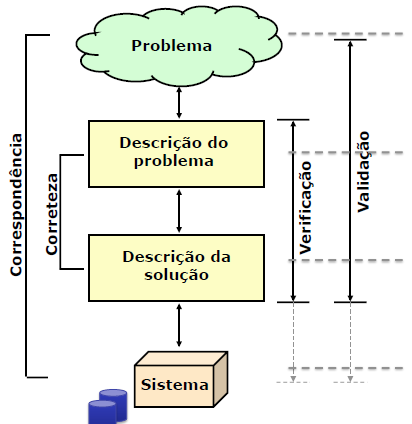 Problema
Descrição do
problema
Descrição da
solução
Sistema
Correspondência
Correteza
Verificação
Validação